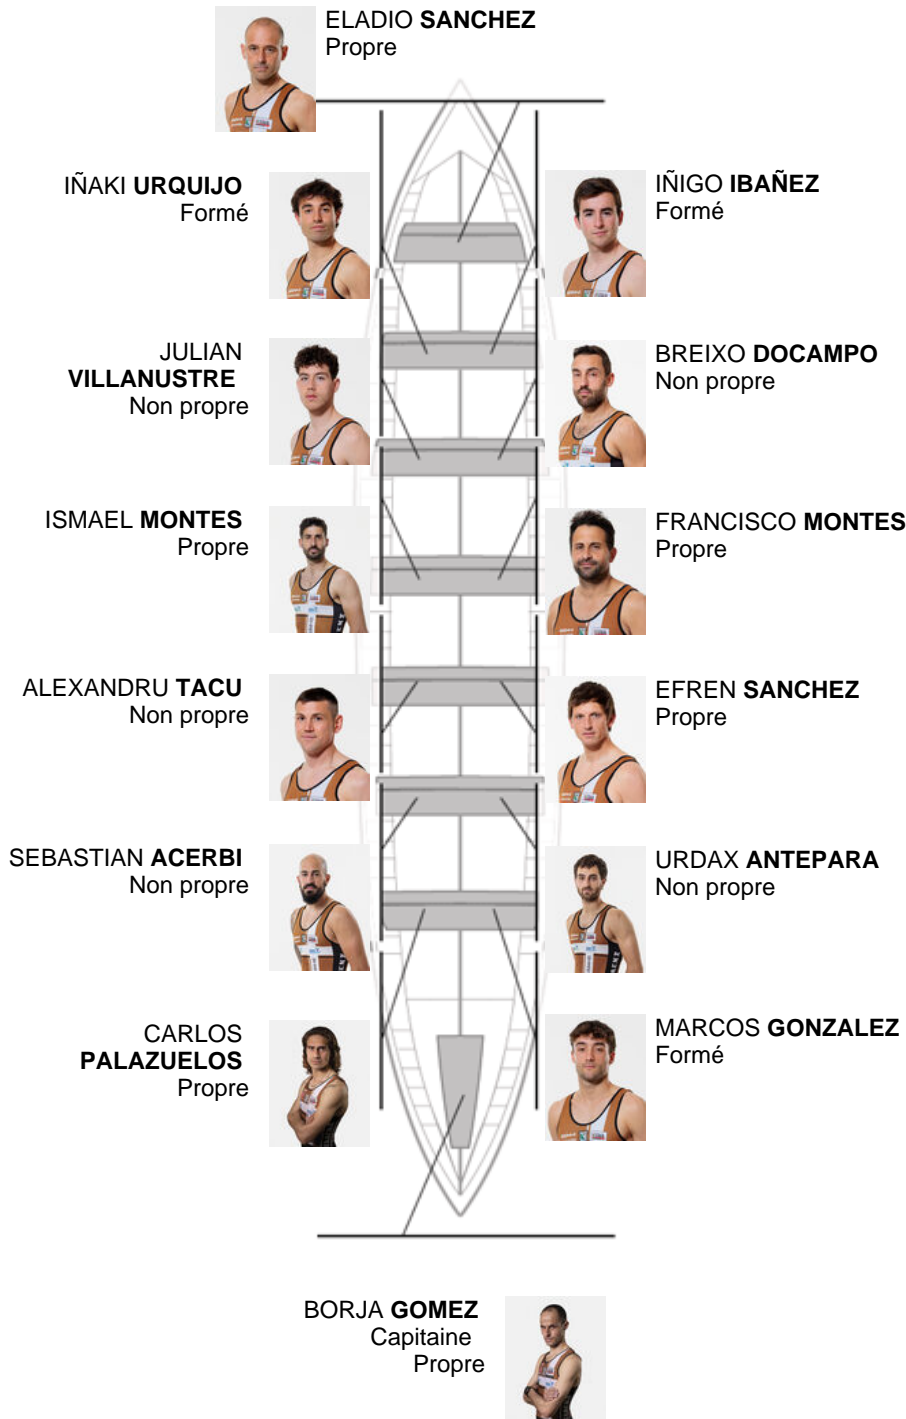 ELADIO SANCHEZ
Propre
IÑAKI URQUIJO
Formé
IÑIGO IBAÑEZ
Formé
JULIAN
VILLANUSTRE
Non propre
BREIXO DOCAMPO
Non propre
ISMAEL MONTES
Propre
FRANCISCO MONTES
Propre
ALEXANDRU TACU
Non propre
EFREN SANCHEZ
Propre
SEBASTIAN ACERBI
Non propre
URDAX ANTEPARA
Non propre
CARLOS
PALAZUELOS
Propre
MARCOS GONZALEZ
Formé
BORJA GOMEZ
Capitaine
Propre